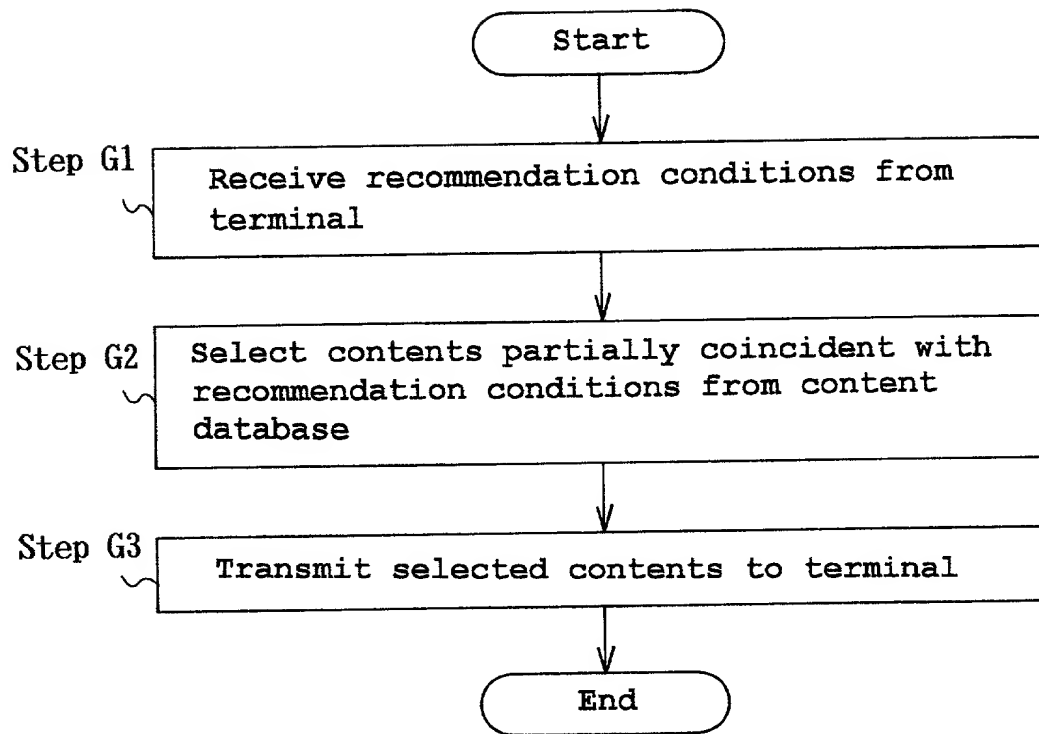 Start
Step G1
Receive recommendation conditions from
terminal
Step G2
Select contents partially coincident with
recommendation conditions from content
database
Step G3
Transmit selected contents to terminal
End